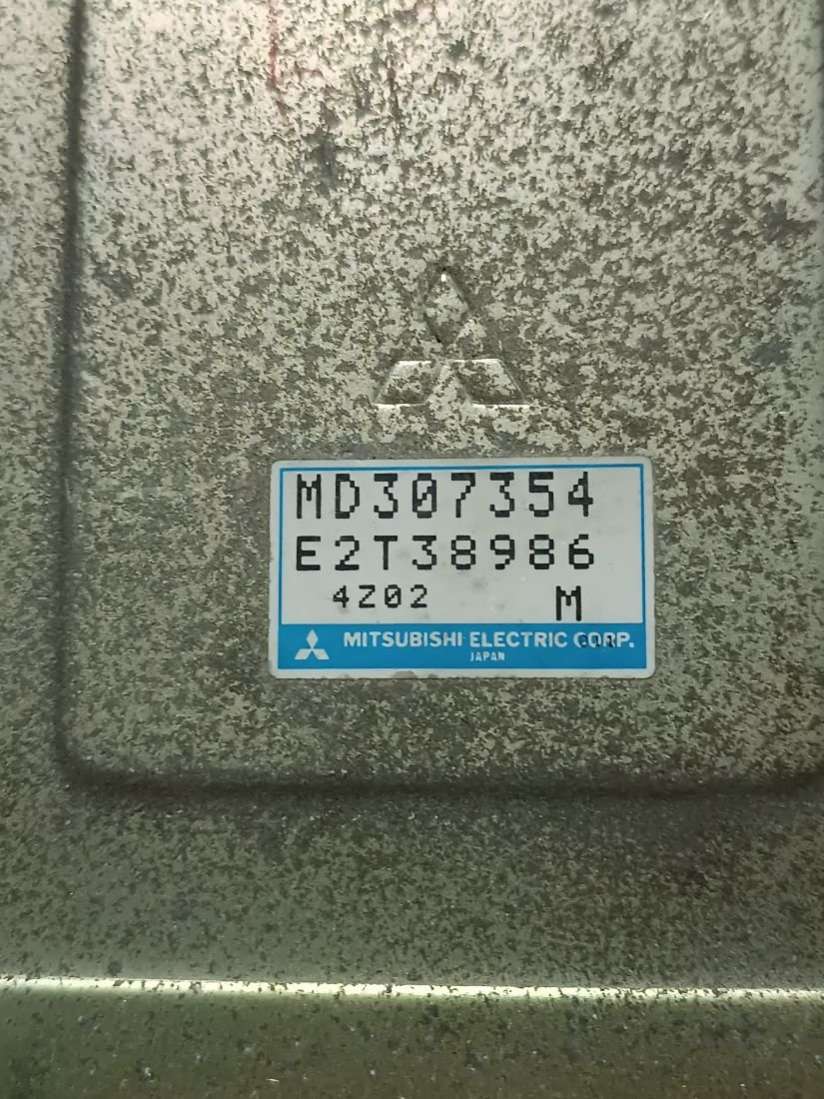 MD307354
E2T38986
4Z02 M
MITSUBISHI ELECTRIC CORP.
JAPAN